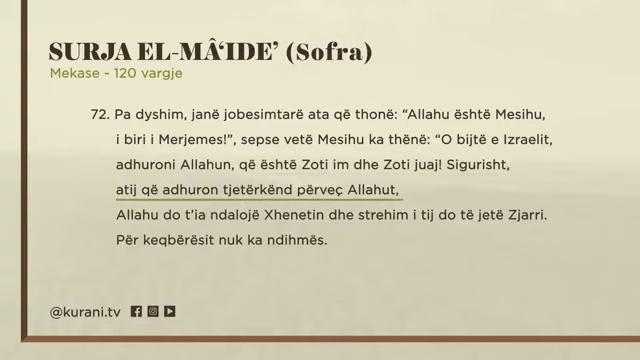 SURJA EL-MÂ‘IDE’ (Sofra)
Mekase - 120 vargje
72. Pa dyshim, janë jobesimtarë ata që thonë: “Allahu është Mesihu,
i biri i Merjemes!”, sepse vetë Mesihu ka thënë: “O bijtë e Izraelit,
adhuroni Allahun, që është Zoti im dhe Zoti juaj! Sigurisht,
atij që adhuron tjetërkënd përveç Allahut,
Allahu do t’ia ndalojë Xhenetin dhe strehim i tij do të jetë Zjarri.
Për keqbërësit nuk ka ndihmës.
@kurani.tv